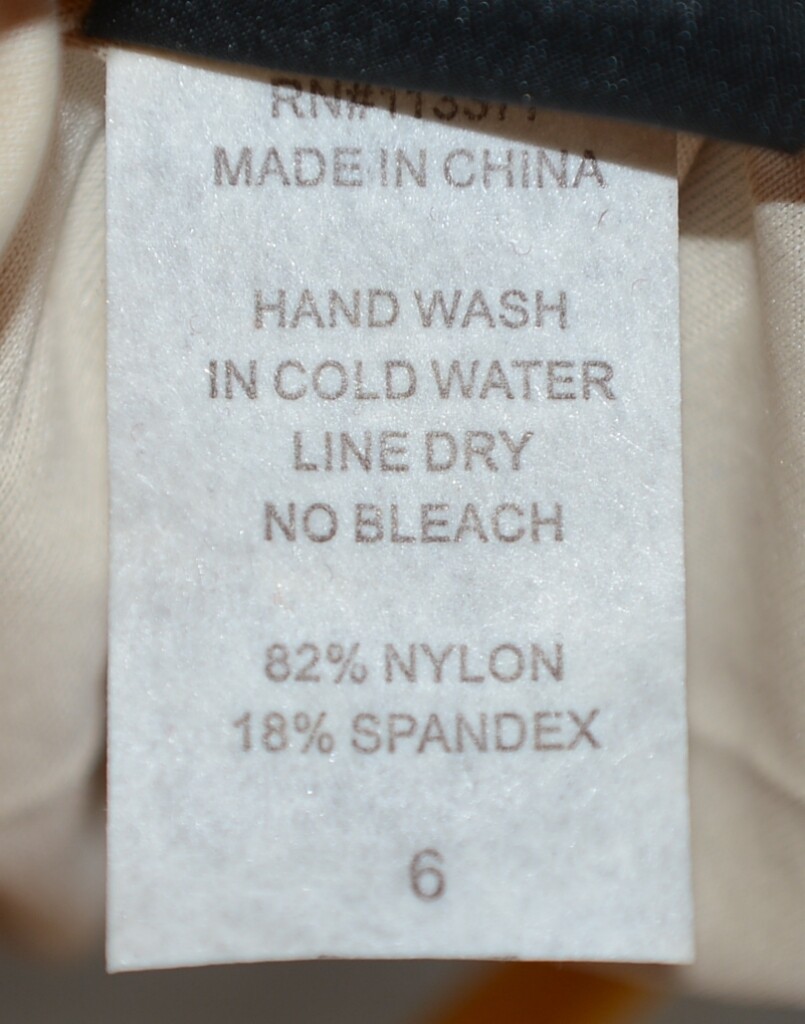 MADE IN CHINA
HAND WASH
IN COLD WATER
LINE DRY
NO BLEACH
82% NYLON
18% SPANDEX
6